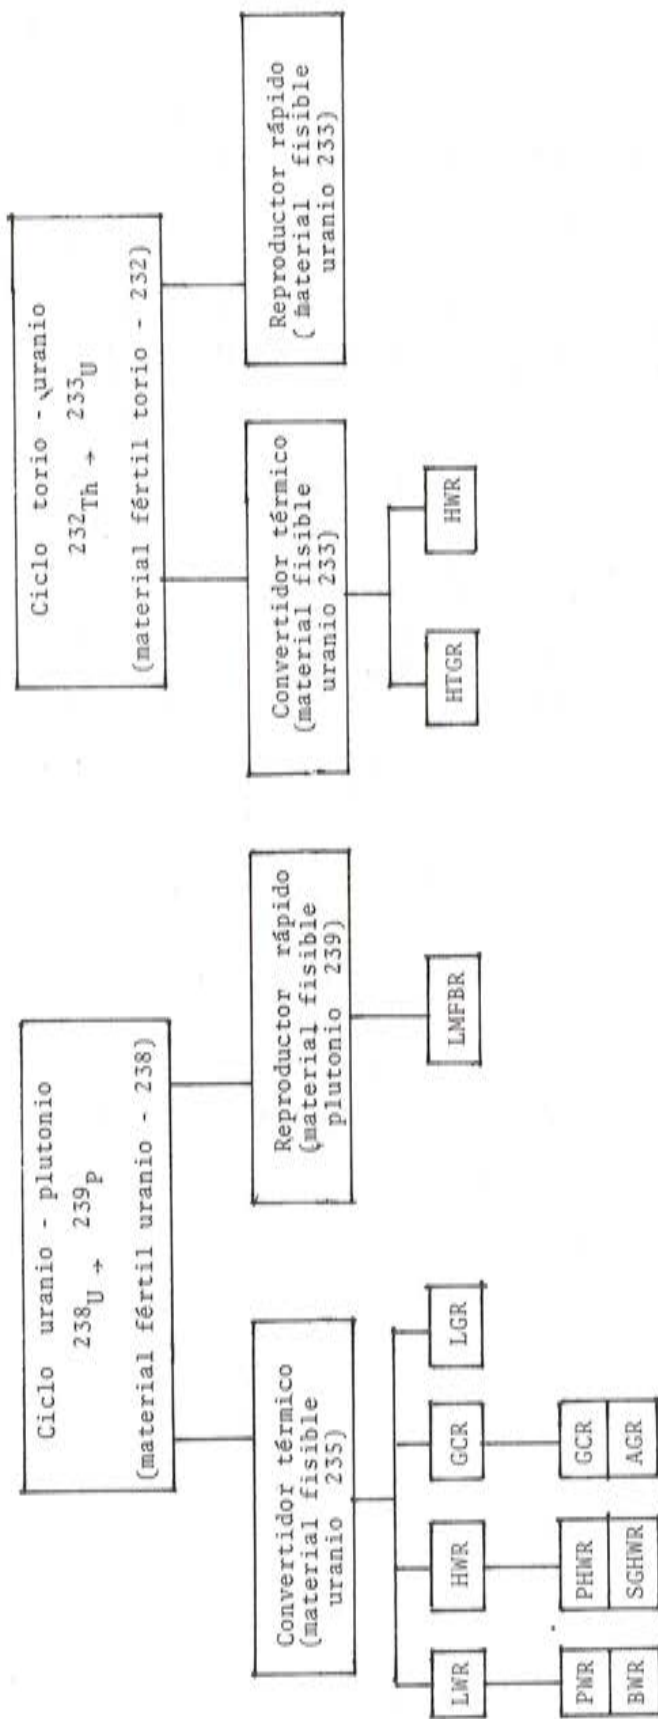 Ciclo uranio - plutonio
238U → 239P
(material fértil uranio - 238)
Convertidor térmico
(material fisible
uranio 235)
LWR
PWR
BWR
HWR
PHWR
SGHWR
GCR
GCR
AGR
LGR
Reproductor rápido
(material fisible
plutonio 239)
LMFBR
Ciclo torio - uranio
232Th → 233U
(material fértil torio - 232)
Convertidor térmico
(material fisible
uranio 233)
HTGR
HWR
Reproductor rápido
( material fisible
uranio 233)